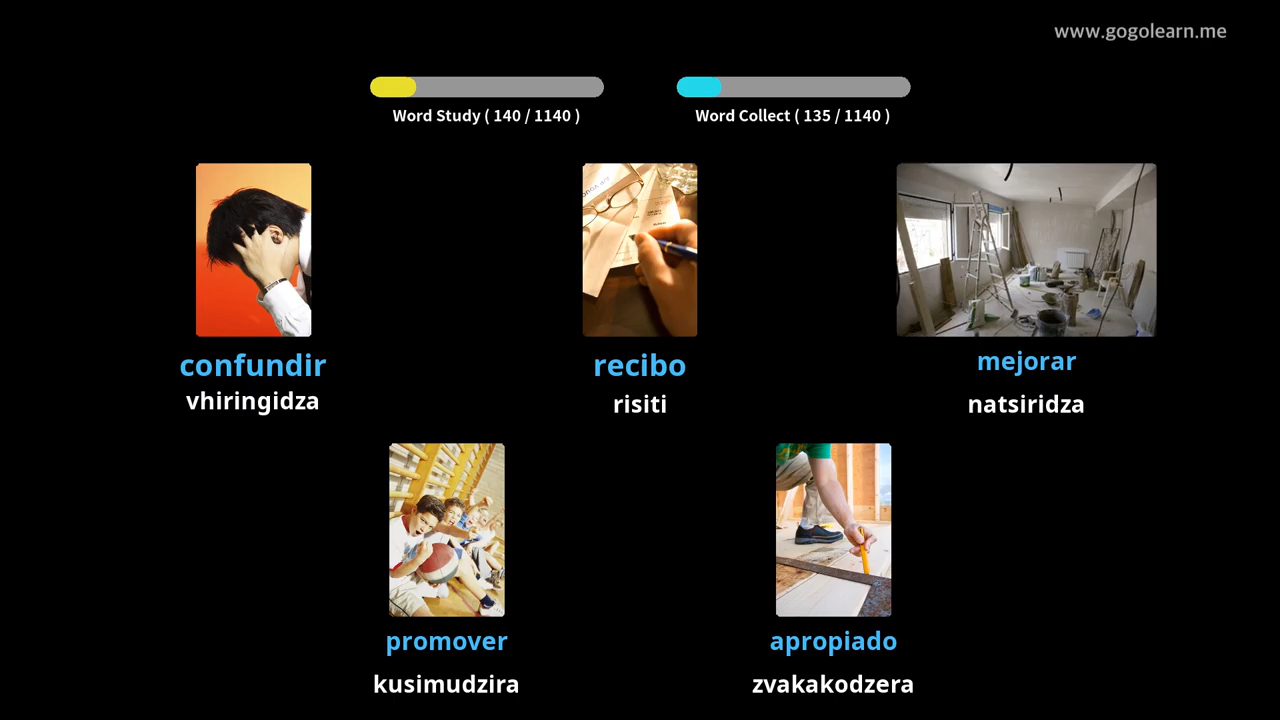 www.gogolearn.me
Word Study ( 140 / 1140 )
Word Collect ( 135 / 1140 )
confundir
vhiringidza
recibo
risiti
mejorar
natsiridza
promover
kusimudzira
apropiado
zvakakodzera